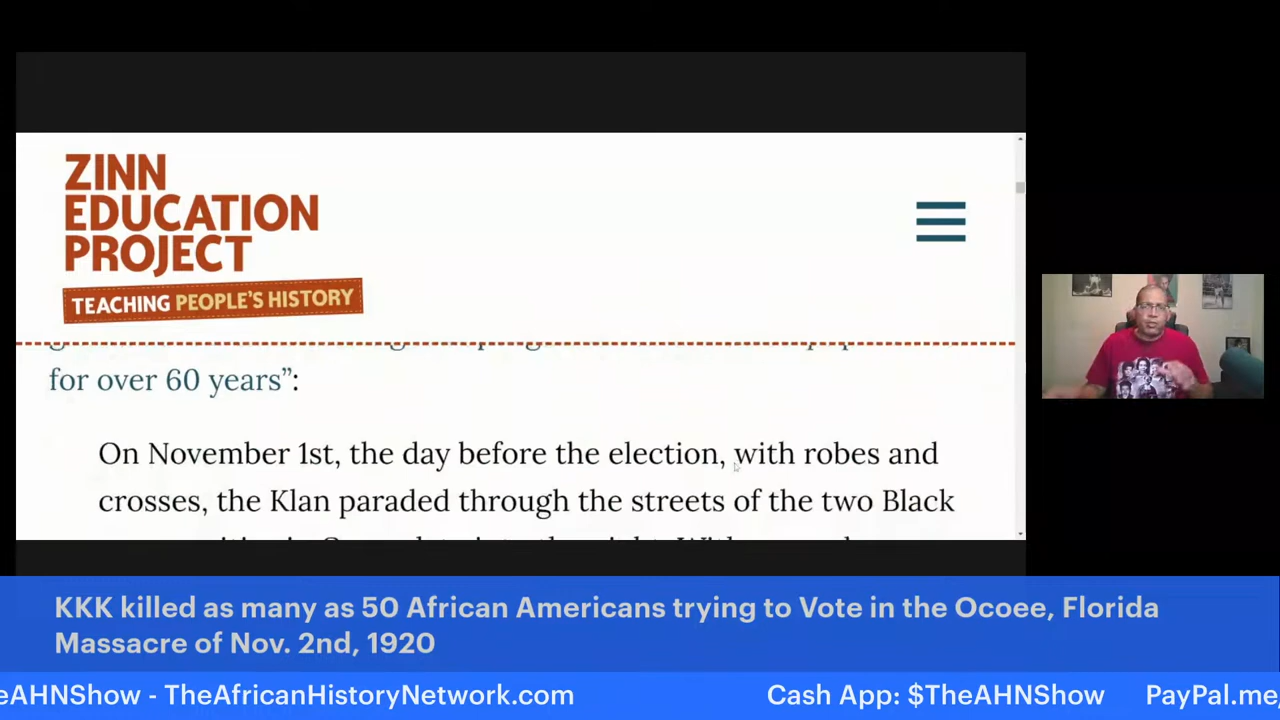 ZINN
EDUCATION
PROJECT
TEACHING PEOPLE'S HISTORY
for over 60 years”:
On November 1st, the day before the election, with robes and
crosses, the Klan paraded through the streets of the two Black
KKK killed as many as 50 African Americans trying to Vote in the Ocoee, Florida
Massacre of Nov. 2nd, 1920
eAHNShow - TheAfricanHistoryNetwork.com Cash App: $TheAHNShow PayPal.me/